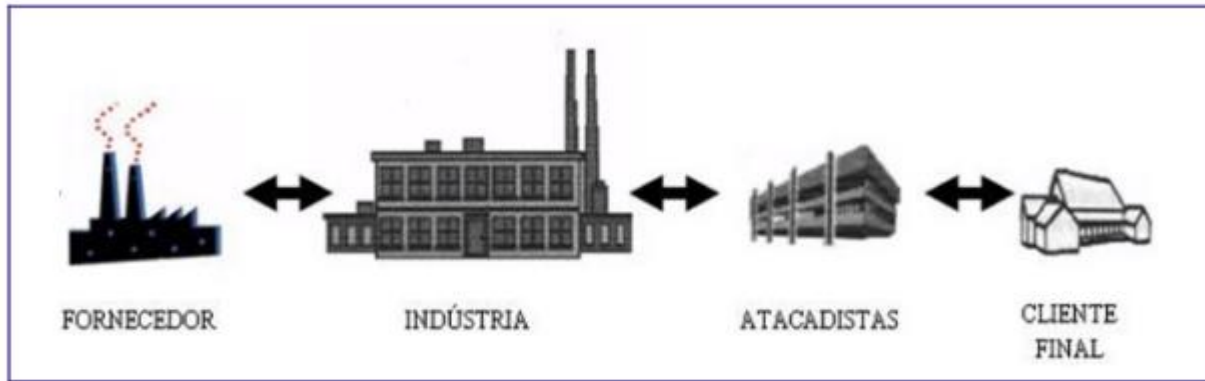 FORNECEDOR
INDÚSTRIA
ATACADISTAS
CLIENTE
FINAL